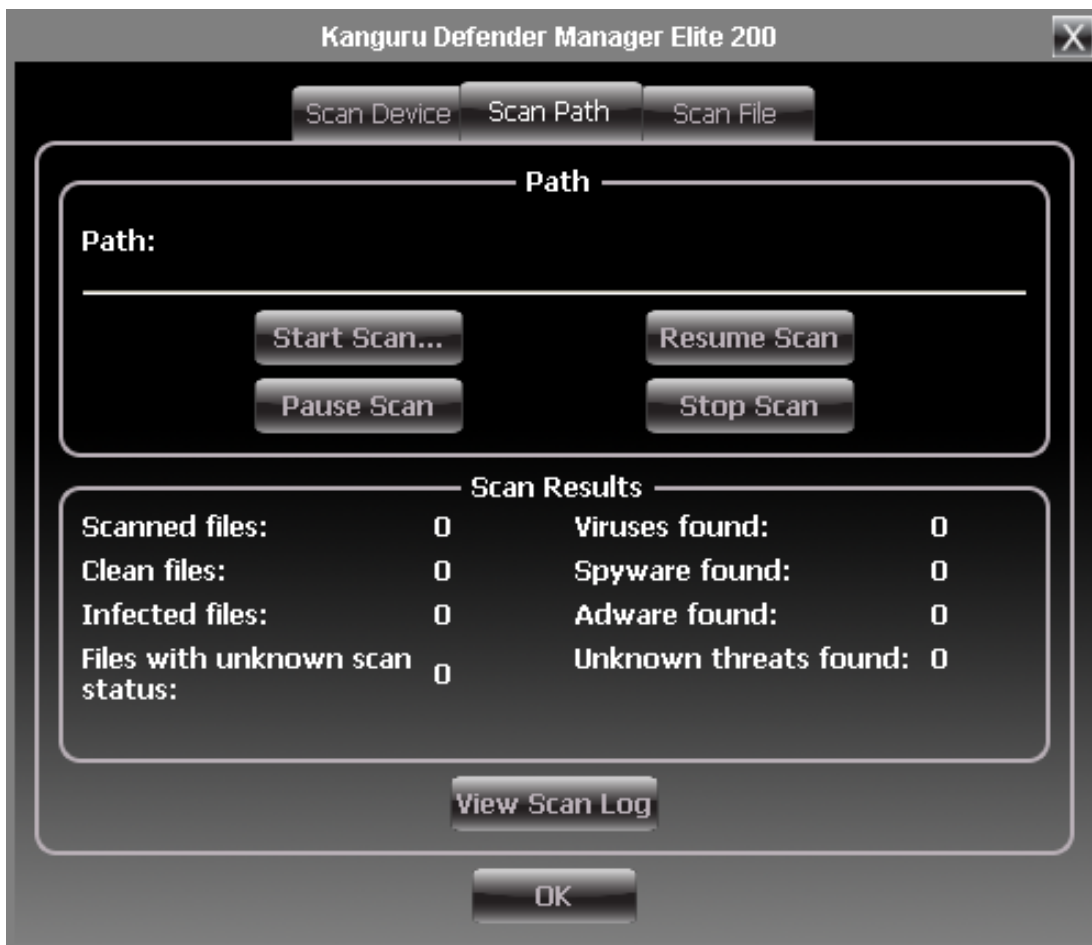 Kanguru Defender Manager Elite 200
X
Scan Device Scan Path Scan File
Path
Path:
Start Scan... Resume Scan
Pause Scan Stop Scan
Scan Results
Scanned files: 0 Viruses found: 0
Clean files: 0 Spyware found: 0
Infected files: 0 Adware found: 0
Files with unknown scan
status: 0 Unknown threats found: 0
View Scan Log
OK